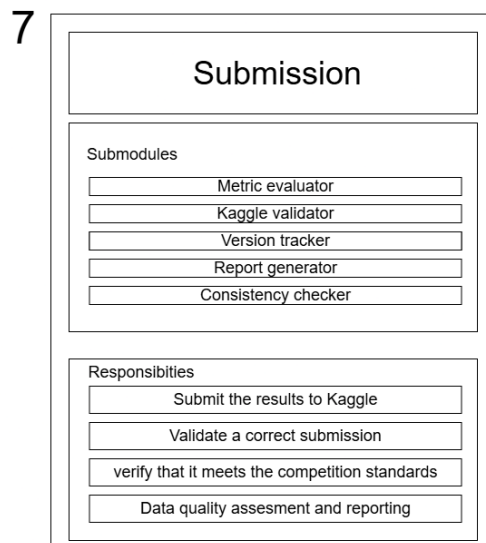 7
Submission
Submodules
Metric evaluator
Kaggle validator
Version tracker
Report generator
Consistency checker
Responsibities
Submit the results to Kaggle
Validate a correct submission
verify that it meets the competition standards
Data quality assesment and reporting